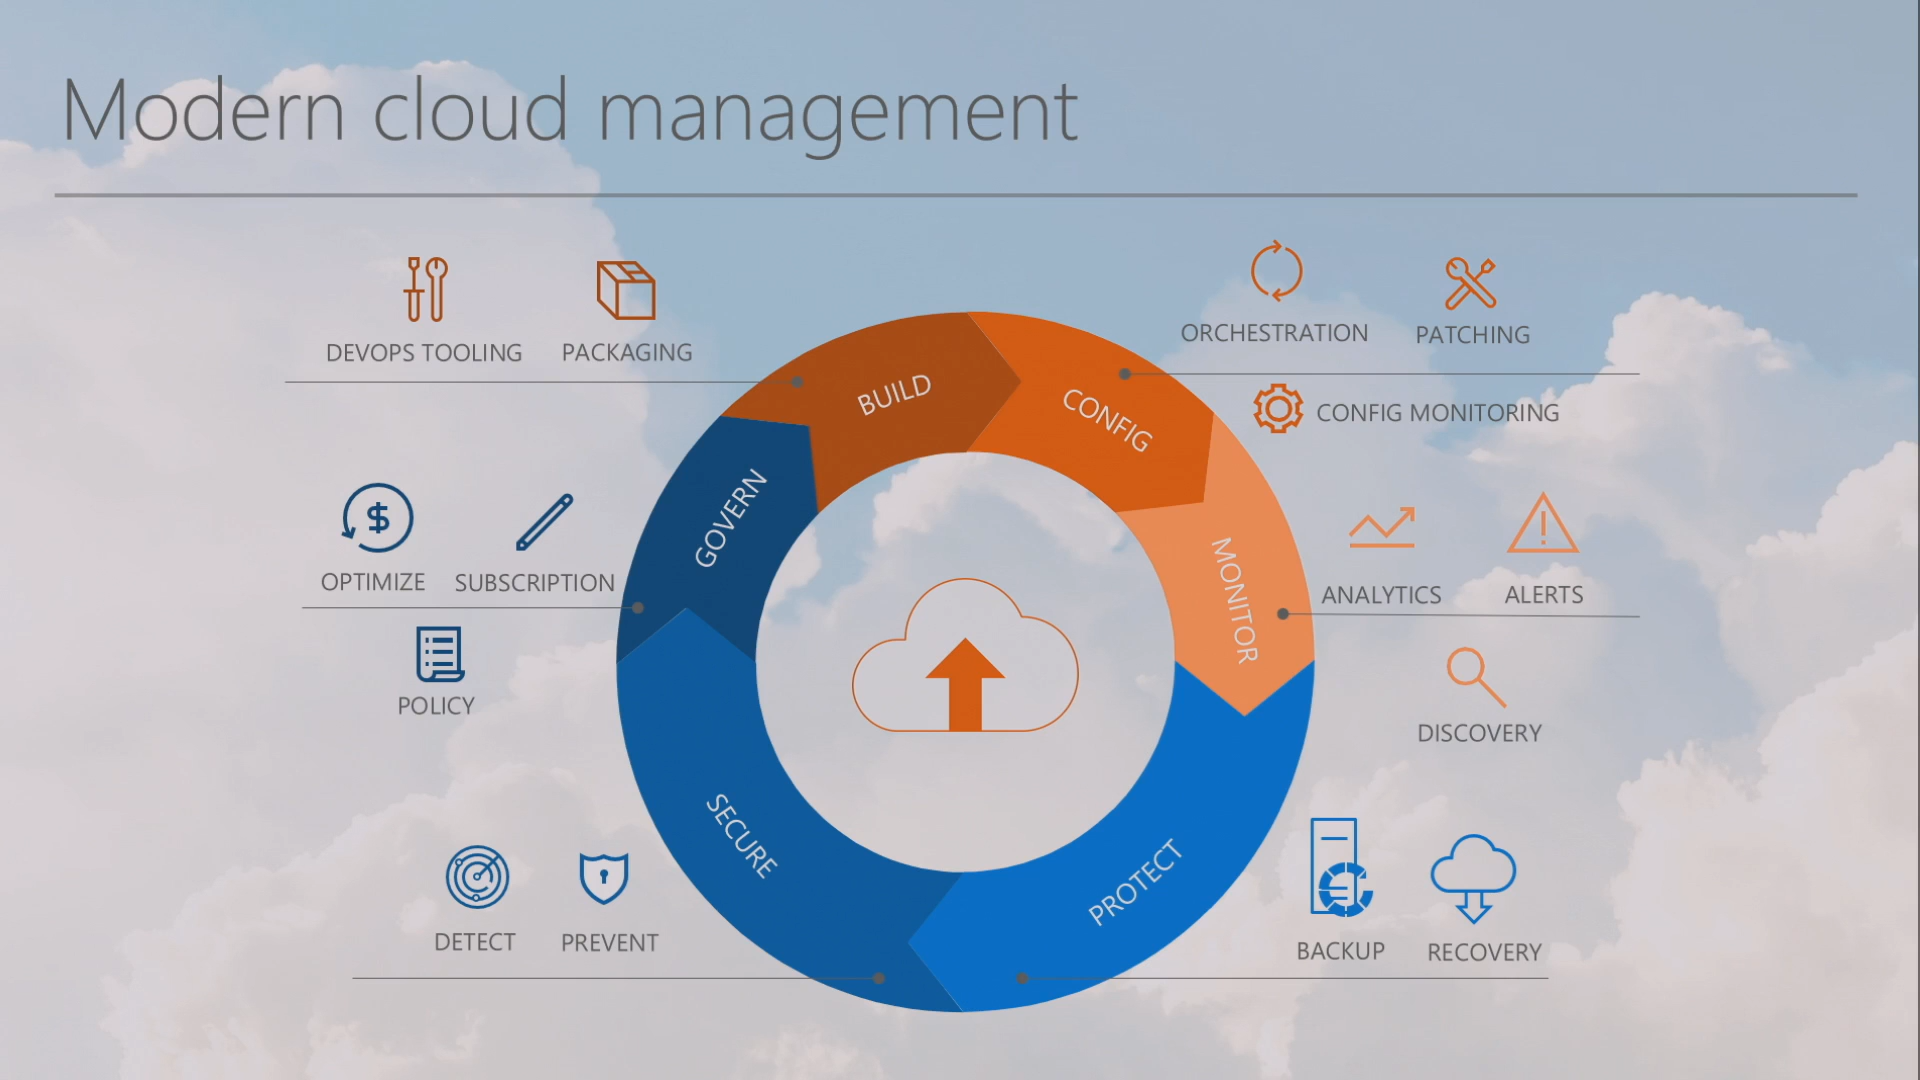 Modern cloud management
DEVOPS TOOLING
PACKAGING
ORCHESTRATION
PATCHING
CONFIG MONITORING
BUILD
CONFIG
GOVERN
MONITOR
$
OPTIMIZE
SUBSCRIPTION
POLICY
ANALYTICS
ALERTS
DISCOVERY
SECURE
PROTECT
DETECT
PREVENT
BACKUP
RECOVERY